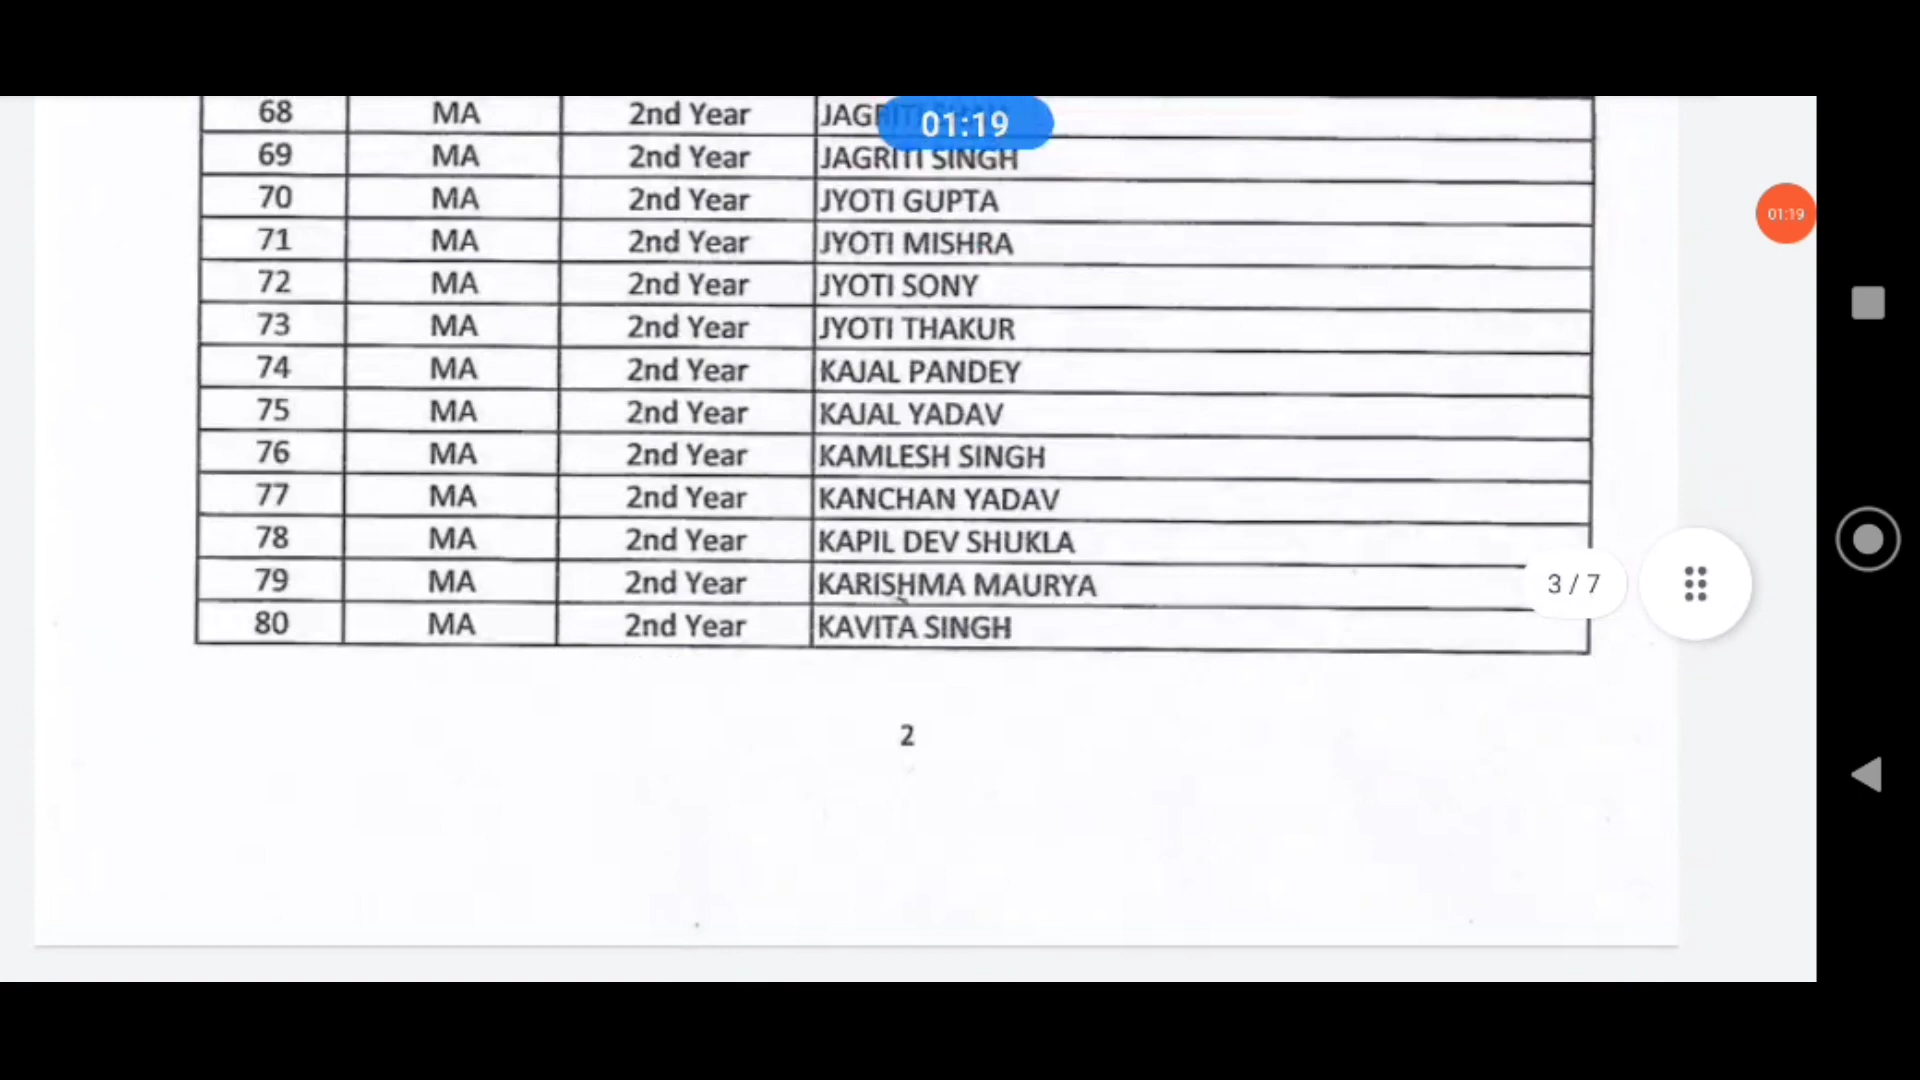 68 MA 2nd Year
01:19
69 MA 2nd Year JAGRITI SINGH
01:19
70 MA 2nd Year JYOTI GUPTA
71 MA 2nd Year JYOTI MISHRA
72 MA 2nd Year JYOTI SONY
73 MA 2nd Year JYOTI THAKUR
74 MA 2nd Year KAJAL PANDEY
75 MA 2nd Year KAJAL YADAV
76 MA 2nd Year KAMLESH SINGH
77 MA 2nd Year KANCHAN YADAV
78 MA 2nd Year KAPIL DEV SHUKLA
79 MA 2nd Year KARISHMA MAURYA
3 / 7
80 MA 2nd Year KAVITA SINGH
2